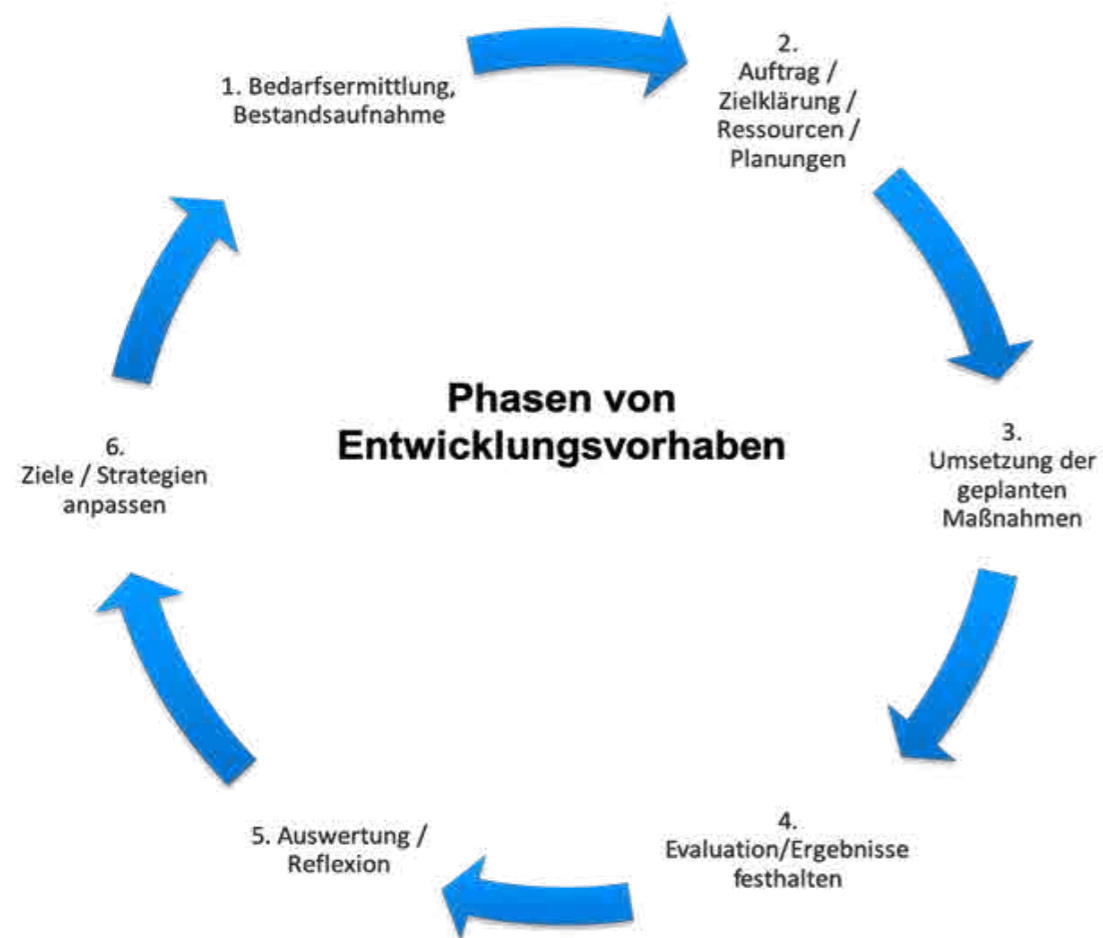 1. Bedarfsermittlung,
Bestandsaufnahme
2.
Auftrag /
Zielklärung /
Ressourcen /
Planungen
Phasen von
Entwicklungsvorhaben
3.
Umsetzung der
geplanten
Maßnahmen
4.
Evaluation/Ergebnisse
festhalten
5. Auswertung /
Reflexion
6.
Ziele / Strategien
anpassen